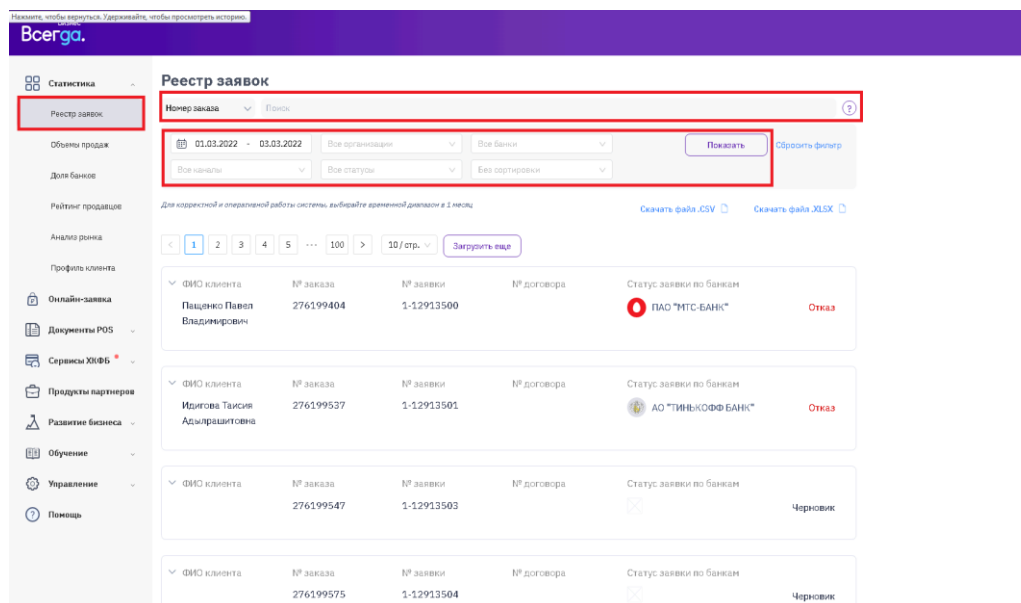 Нажмите, чтобы вернуться. Удерживайте, чтобы просмотреть историю.
Всегда.
Статистика
Реестр заявок
Объемы продаж
Доля банков
Рейтинг продавцов
Анализ рынка
Профиль клиента
Онлайн-заявка
Документы POS
Сервисы ХКФБ *
Продукты партнеров
Развитие бизнеса
Обучение
Управление
Помощь
Реестр заявок
Номер заказа Поиск ?
01.03.2022 - 03.03.2022 Все организации Все банки Показать Сбросить фильтр
Все каналы Все статусы Без сортировки
Для корректной и оперативной работы системы, выбирайте временной диапазон в 1 месяц
Скачать файл .CSV Скачать файл .XLSX
< 1 2 3 4 5 ··· 100 > 10 / стр. Загрузить еще
ФИО клиента № заказа № заявки № договора Статус заявки по банкам
Пащенко Павел 276199404 1-12913500 ПАО "МТС-БАНК" Отказ
Владимирович
ФИО клиента № заказа № заявки № договора Статус заявки по банкам
Идигова Таисия 276199537 1-12913501 АО "ТИНЬКОФФ БАНК" Отказ
Адылрашитовна
ФИО клиента № заказа № заявки № договора Статус заявки по банкам
276199547 1-12913503 Черновик
ФИО клиента № заказа № заявки № договора Статус заявки по банкам
276199575 1-12913504 Черновик